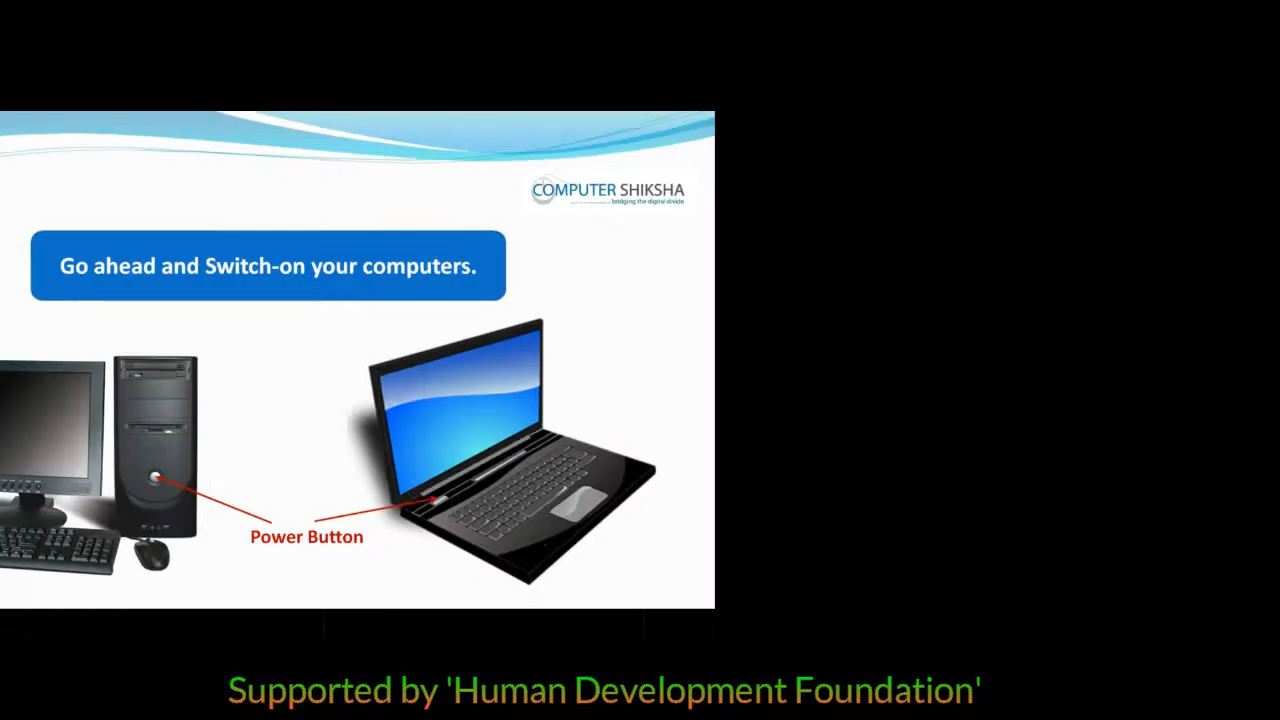 COMPUTER SHIKSHA
bridging the digital divide
Go ahead and Switch-on your computers.
Power Button
Supported by 'Human Development Foundation'